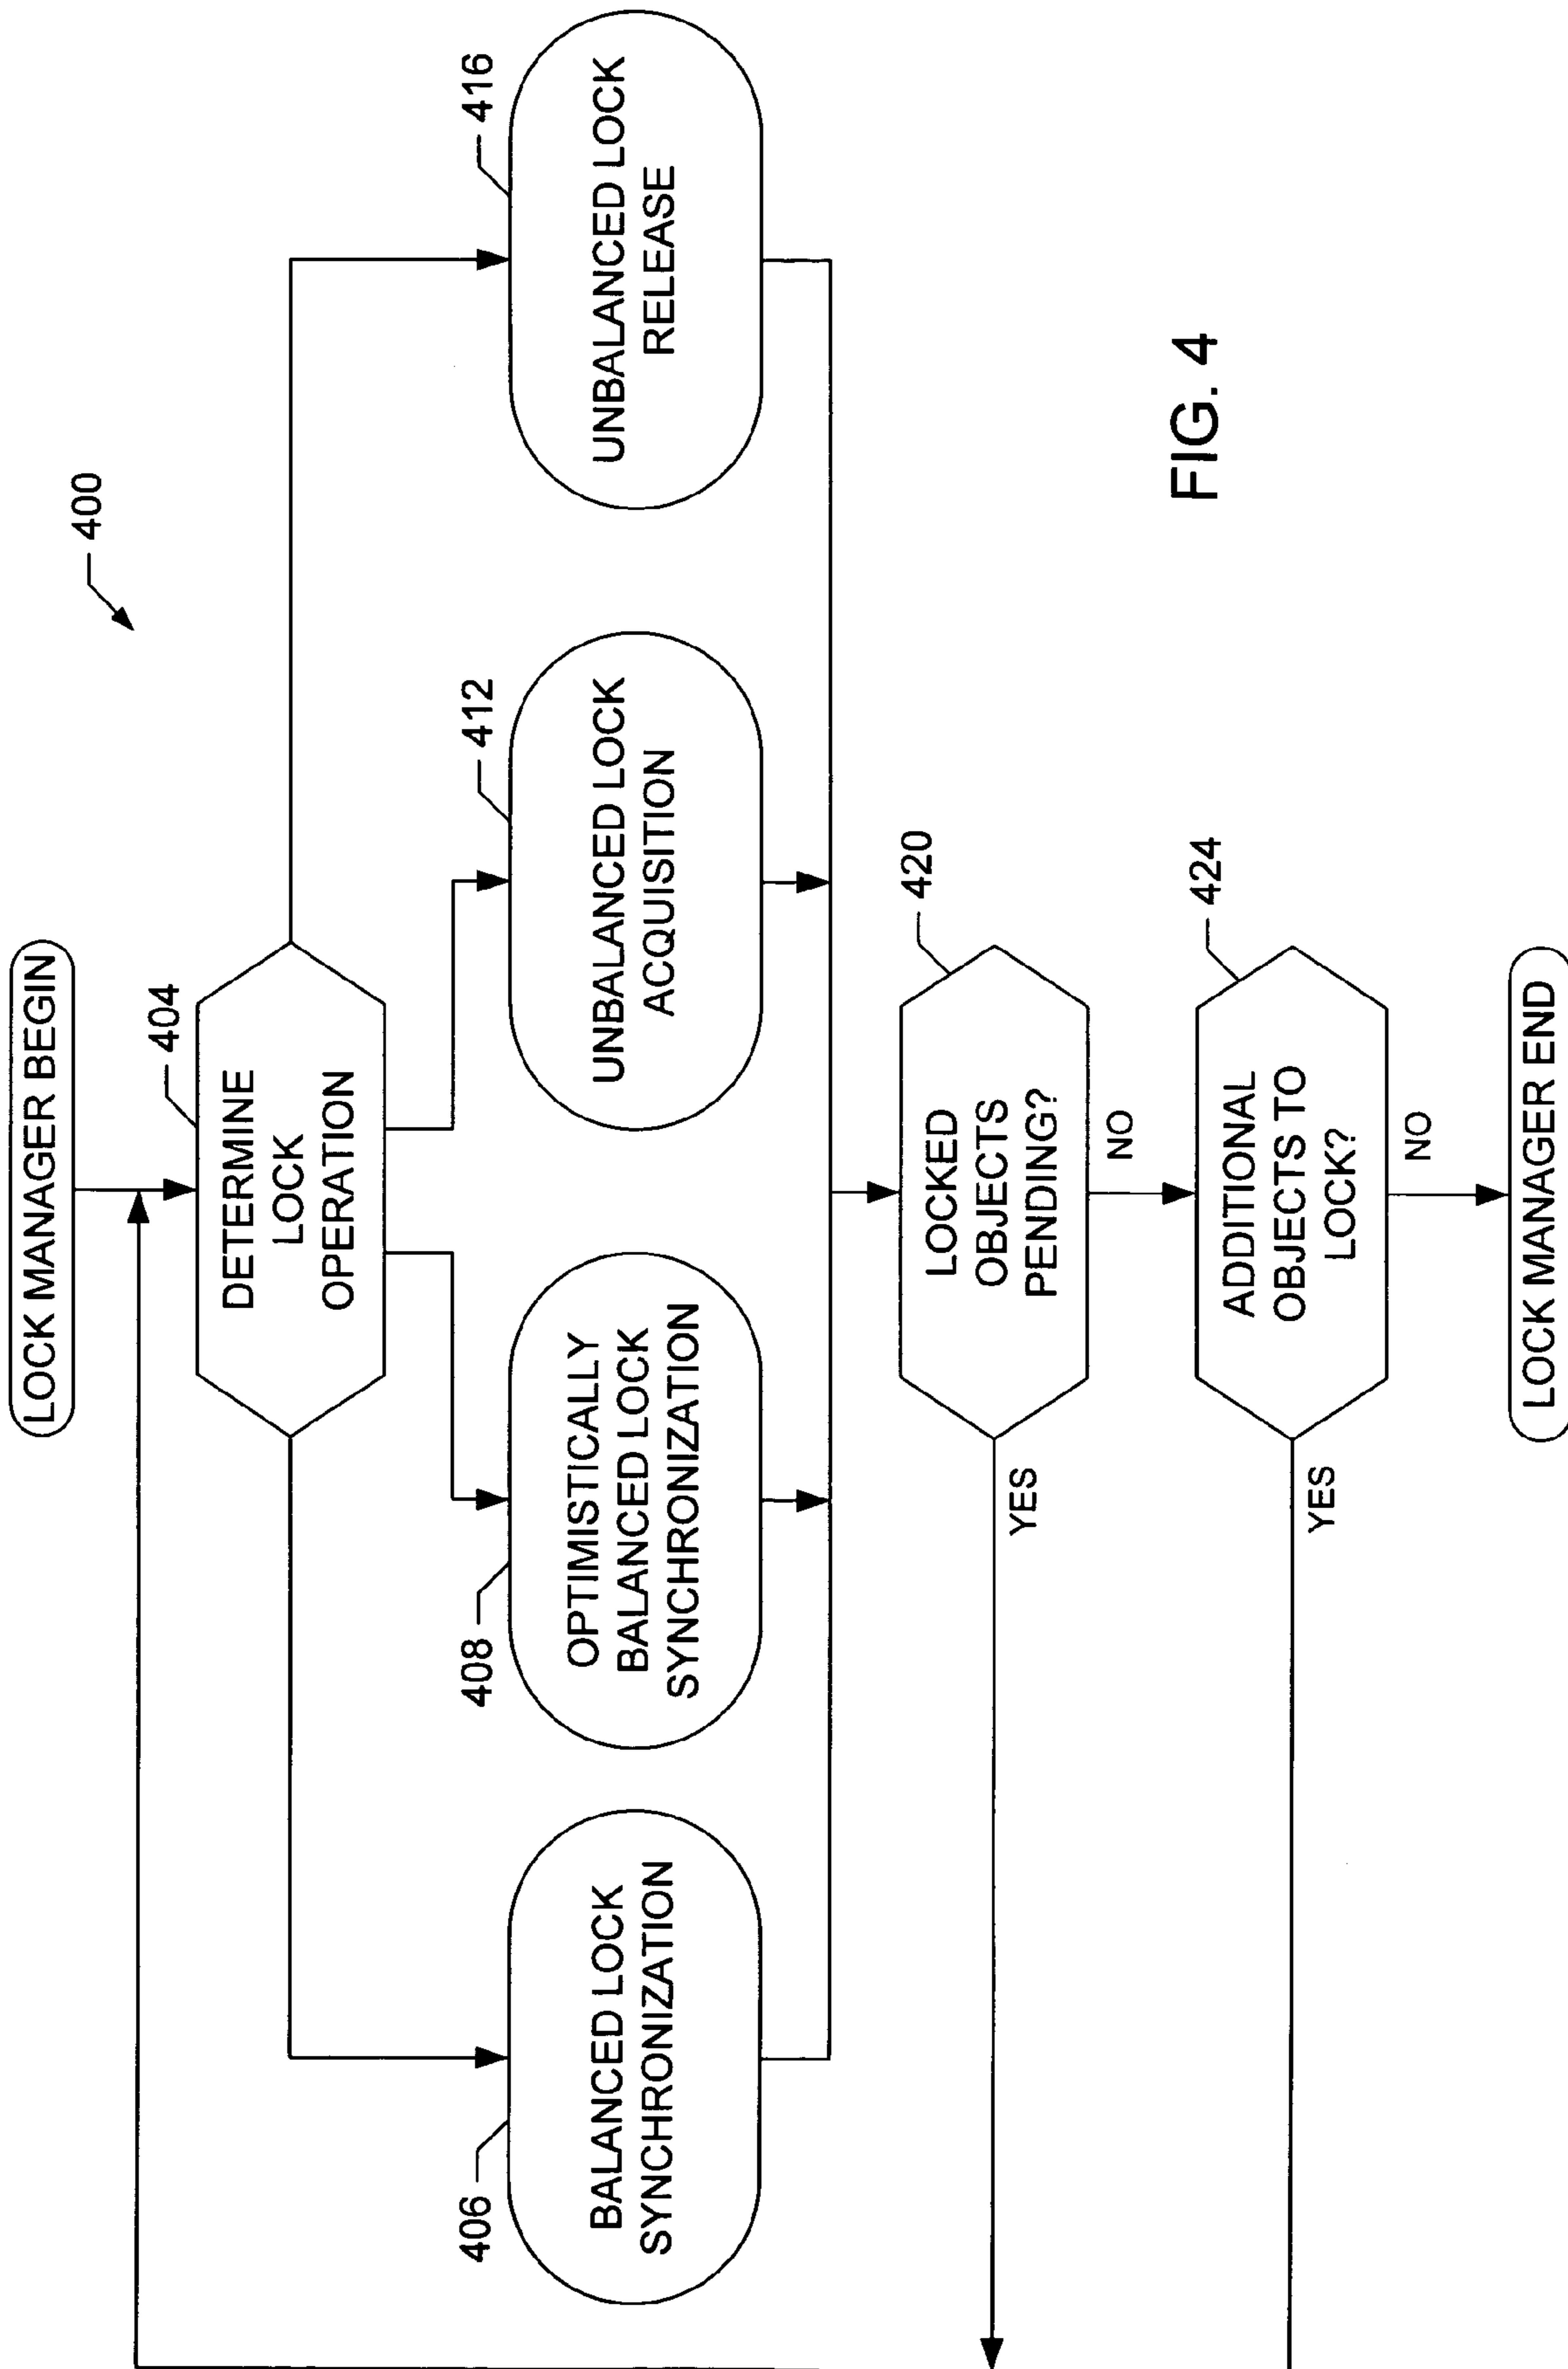 400
LOCK MANAGER BEGIN
404
DETERMINE
LOCK
OPERATION
406
BALANCED LOCK
SYNCHRONIZATION
408
OPTIMISTICALLY
BALANCED LOCK
SYNCHRONIZATION
412
UNBALANCED LOCK
ACQUISITION
416
UNBALANCED LOCK
RELEASE
420
LOCKED
OBJECTS
PENDING?
YES
NO
424
ADDITIONAL
OBJECTS TO
LOCK?
YES
NO
LOCK MANAGER END
FIG. 4